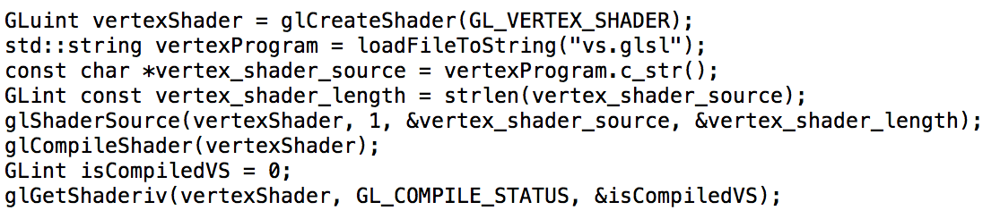 GLuint vertexShader = glCreateShader(GL_VERTEX_SHADER);
std::string vertexProgram = loadFileToString("vs.glsl");
const char *vertex_shader_source = vertexProgram.c_str();
GLint const vertex_shader_length = strlen(vertex_shader_source);
glShaderSource(vertexShader, 1, &vertex_shader_source, &vertex_shader_length);
glCompileShader(vertexShader);
GLint isCompiledVS = 0;
glGetShaderiv(vertexShader, GL_COMPILE_STATUS, &isCompiledVS);